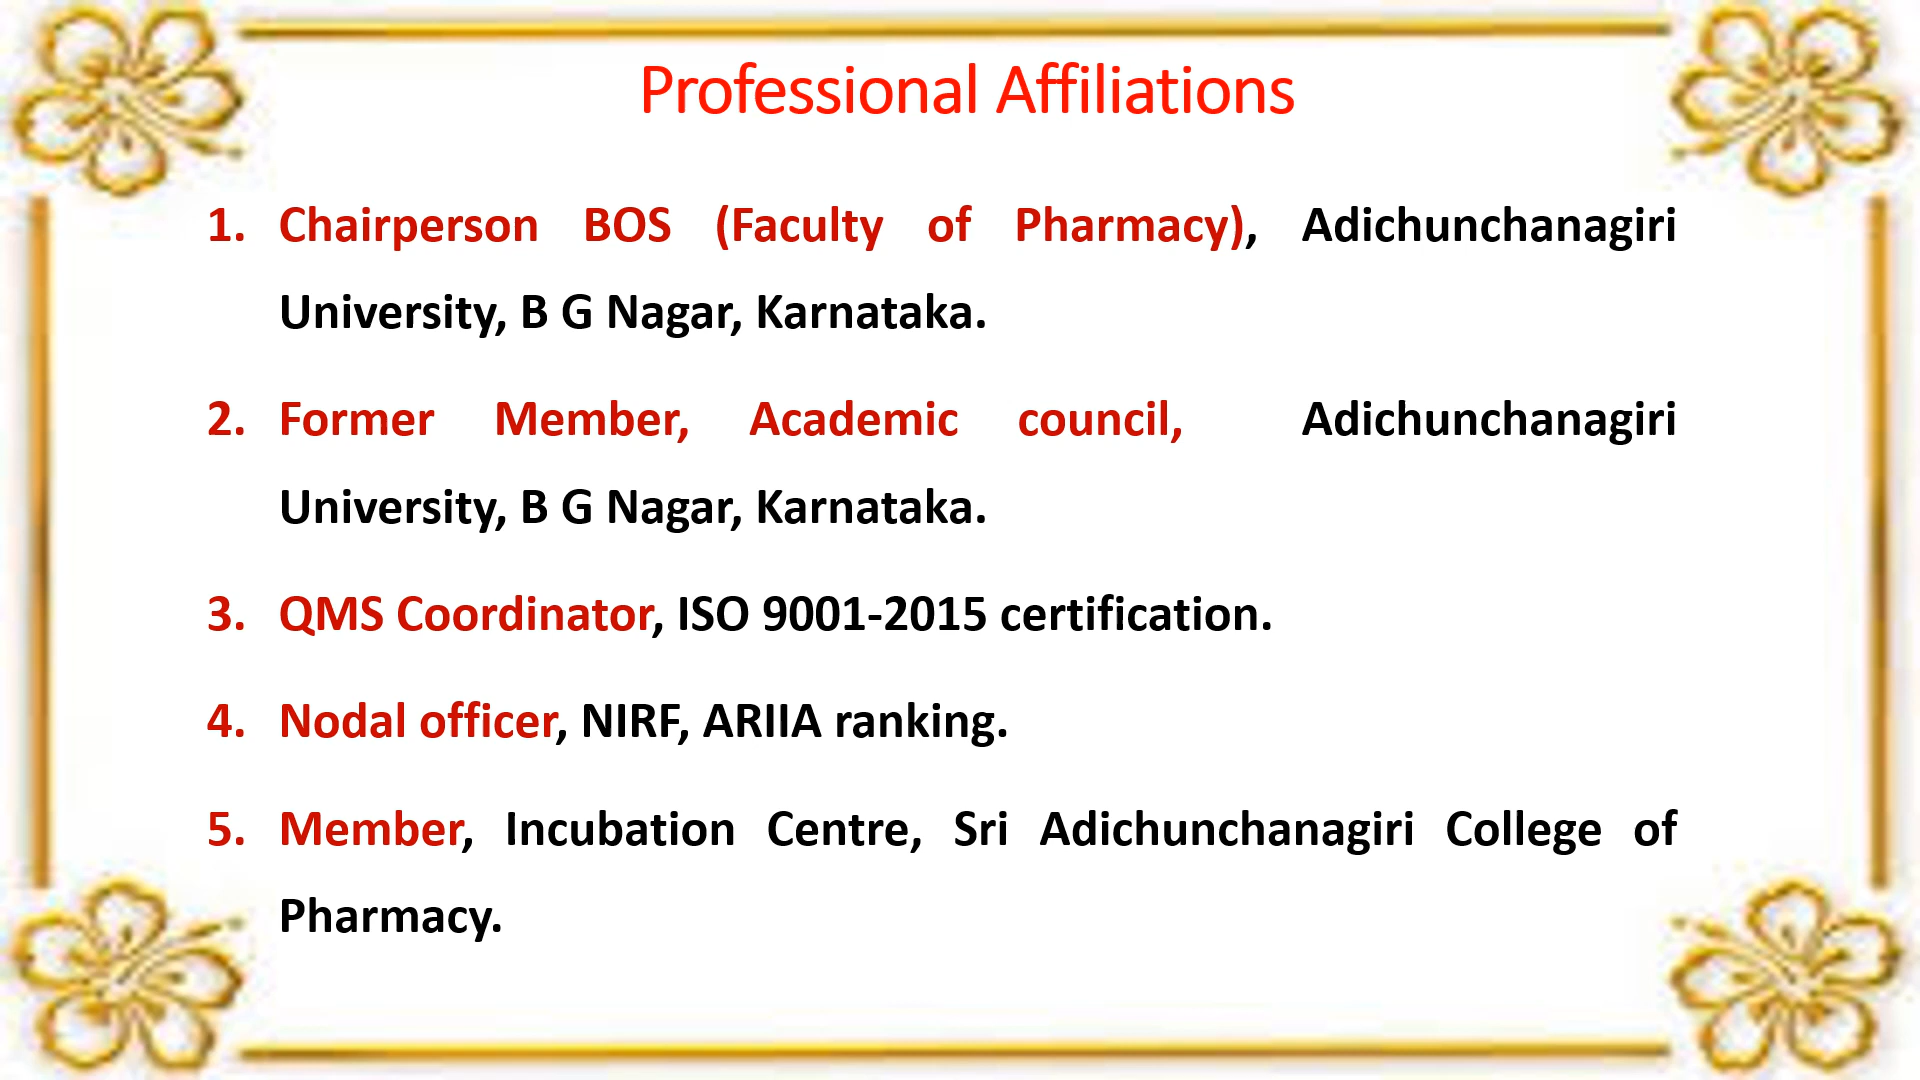 Professional Affiliations
1. Chairperson BOS (Faculty of Pharmacy), Adichunchanagiri
University, B G Nagar, Karnataka.
2. Former Member, Academic council, Adichunchanagiri
University, B G Nagar, Karnataka.
3. QMS Coordinator, ISO 9001-2015 certification.
4. Nodal officer, NIRF, ARIIA ranking.
5. Member, Incubation Centre, Sri Adichunchanagiri College of
Pharmacy.